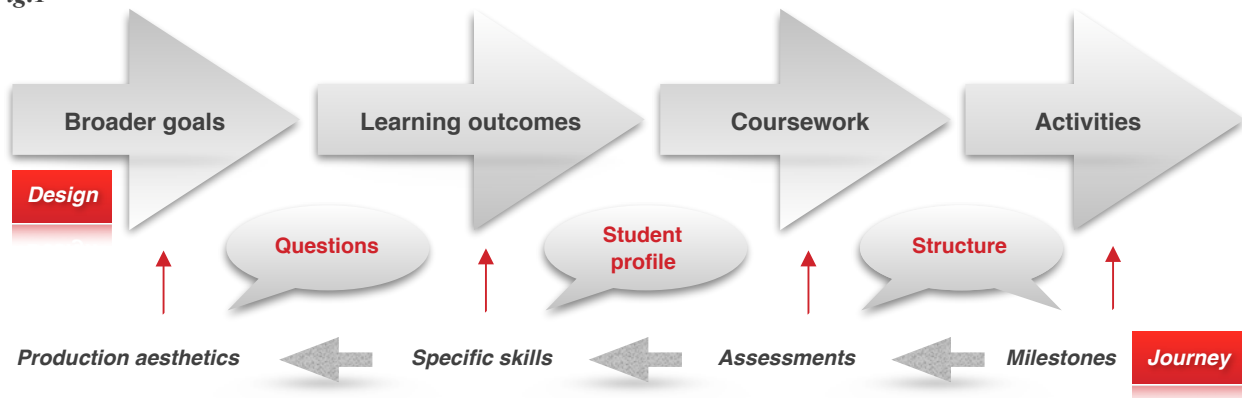 Broader goals
Learning outcomes
Coursework
Activities
Design
Questions
Student
profile
Structure
Production aesthetics
Specific skills
Assessments
Milestones
Journey